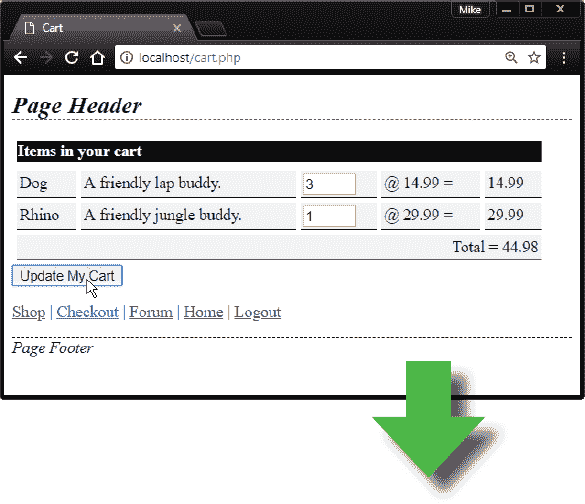 Mike
Cart
localhost/cart.php
Page Header
Items in your cart
Dog A friendly lap buddy. 3 @ 14.99 = 14.99
Rhino A friendly jungle buddy. 1 @ 29.99 = 29.99
Total = 44.98
Update My Cart
Shop | Checkout | Forum | Home | Logout
Page Footer